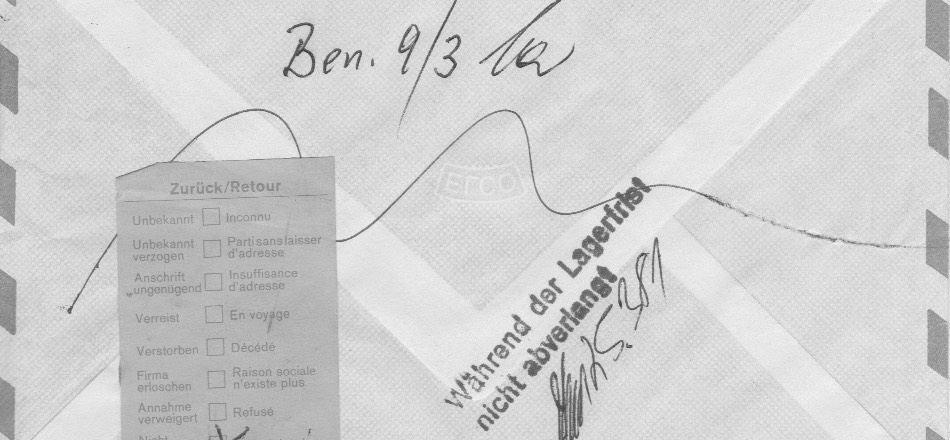 Ben. 9/3
Zurück/Retour
Unbekannt Inconnu
Unbekannt verzogen Parti sans laisser d'adresse
Anschrift ungenügend Insuffisance d'adresse
Verreist En voyage
Verstorben Décédé
Firma erloschen Raison sociale n'existe plus
Annahme verweigert Refusé
Während der Lagerfrist
nicht abverlangt